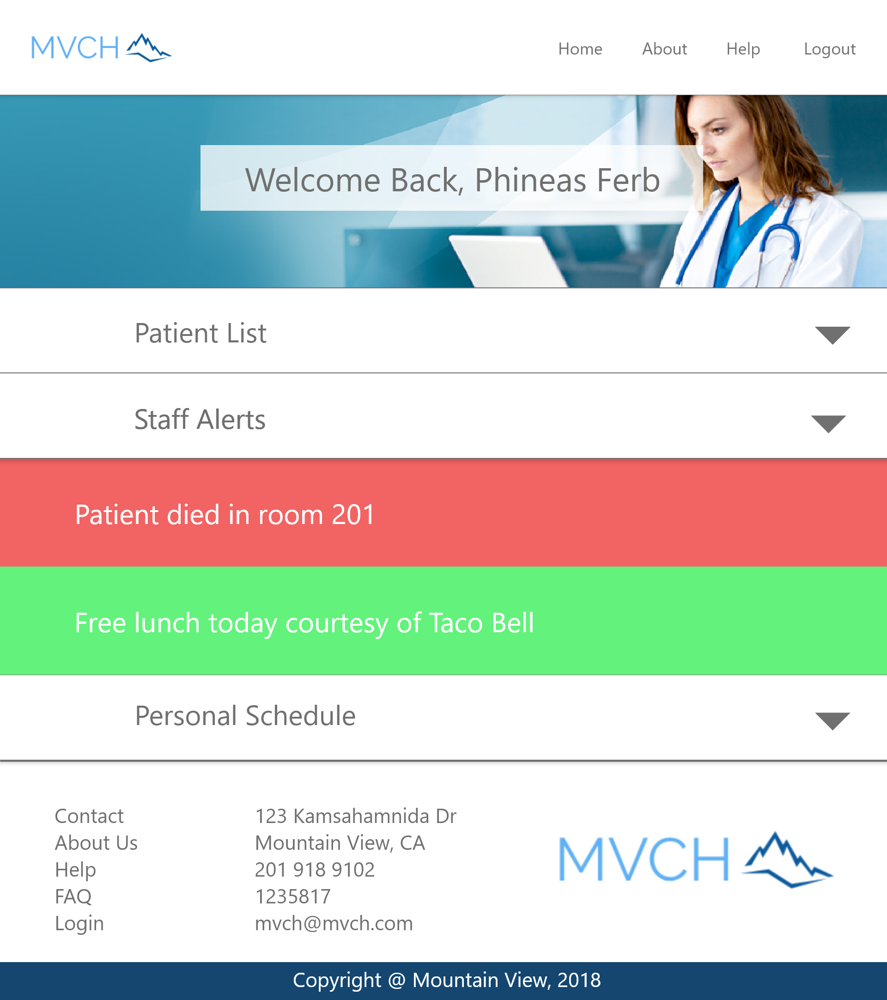 MVCH
Home About Help Logout
Welcome Back, Phineas Ferb
Patient List
Staff Alerts
Patient died in room 201
Free lunch today courtesy of Taco Bell
Personal Schedule
Contact
About Us
Help
FAQ
Login
123 Kamsahamnida Dr
Mountain View, CA
201 918 9102
1235817
mvch@mvch.com
MVCH
Copyright @ Mountain View, 2018